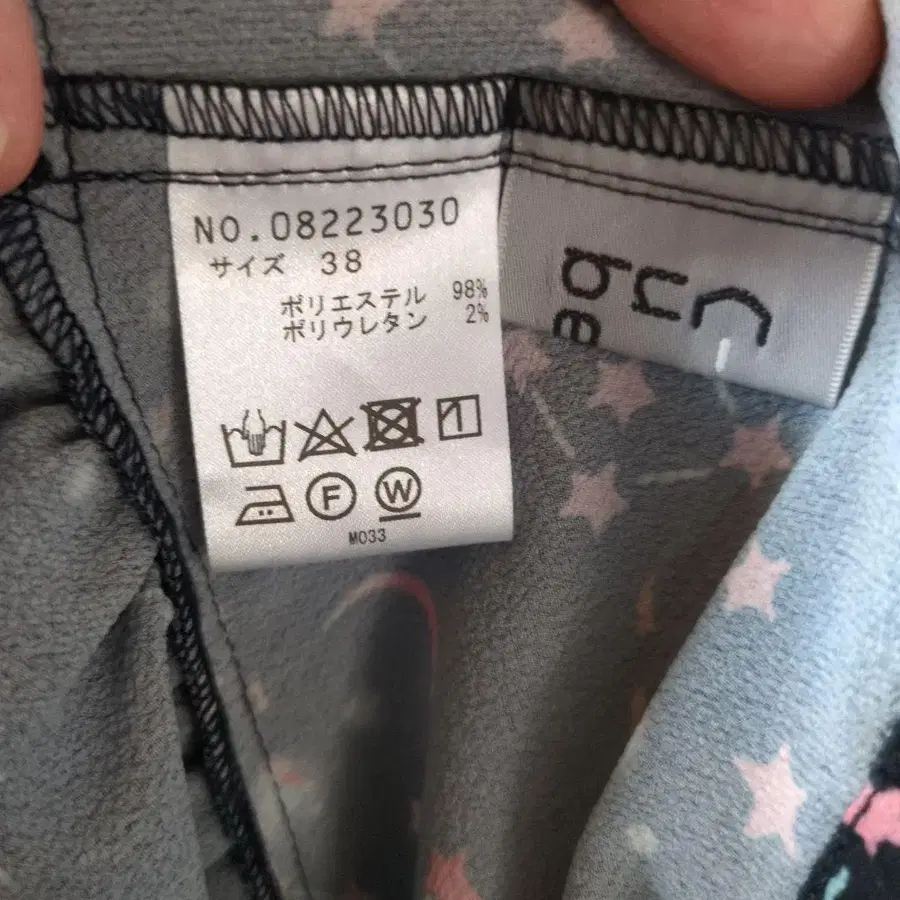 NO.08223030
サイズ 38
ポリエステル 98%
ポリウレタン 2%
F W
M033